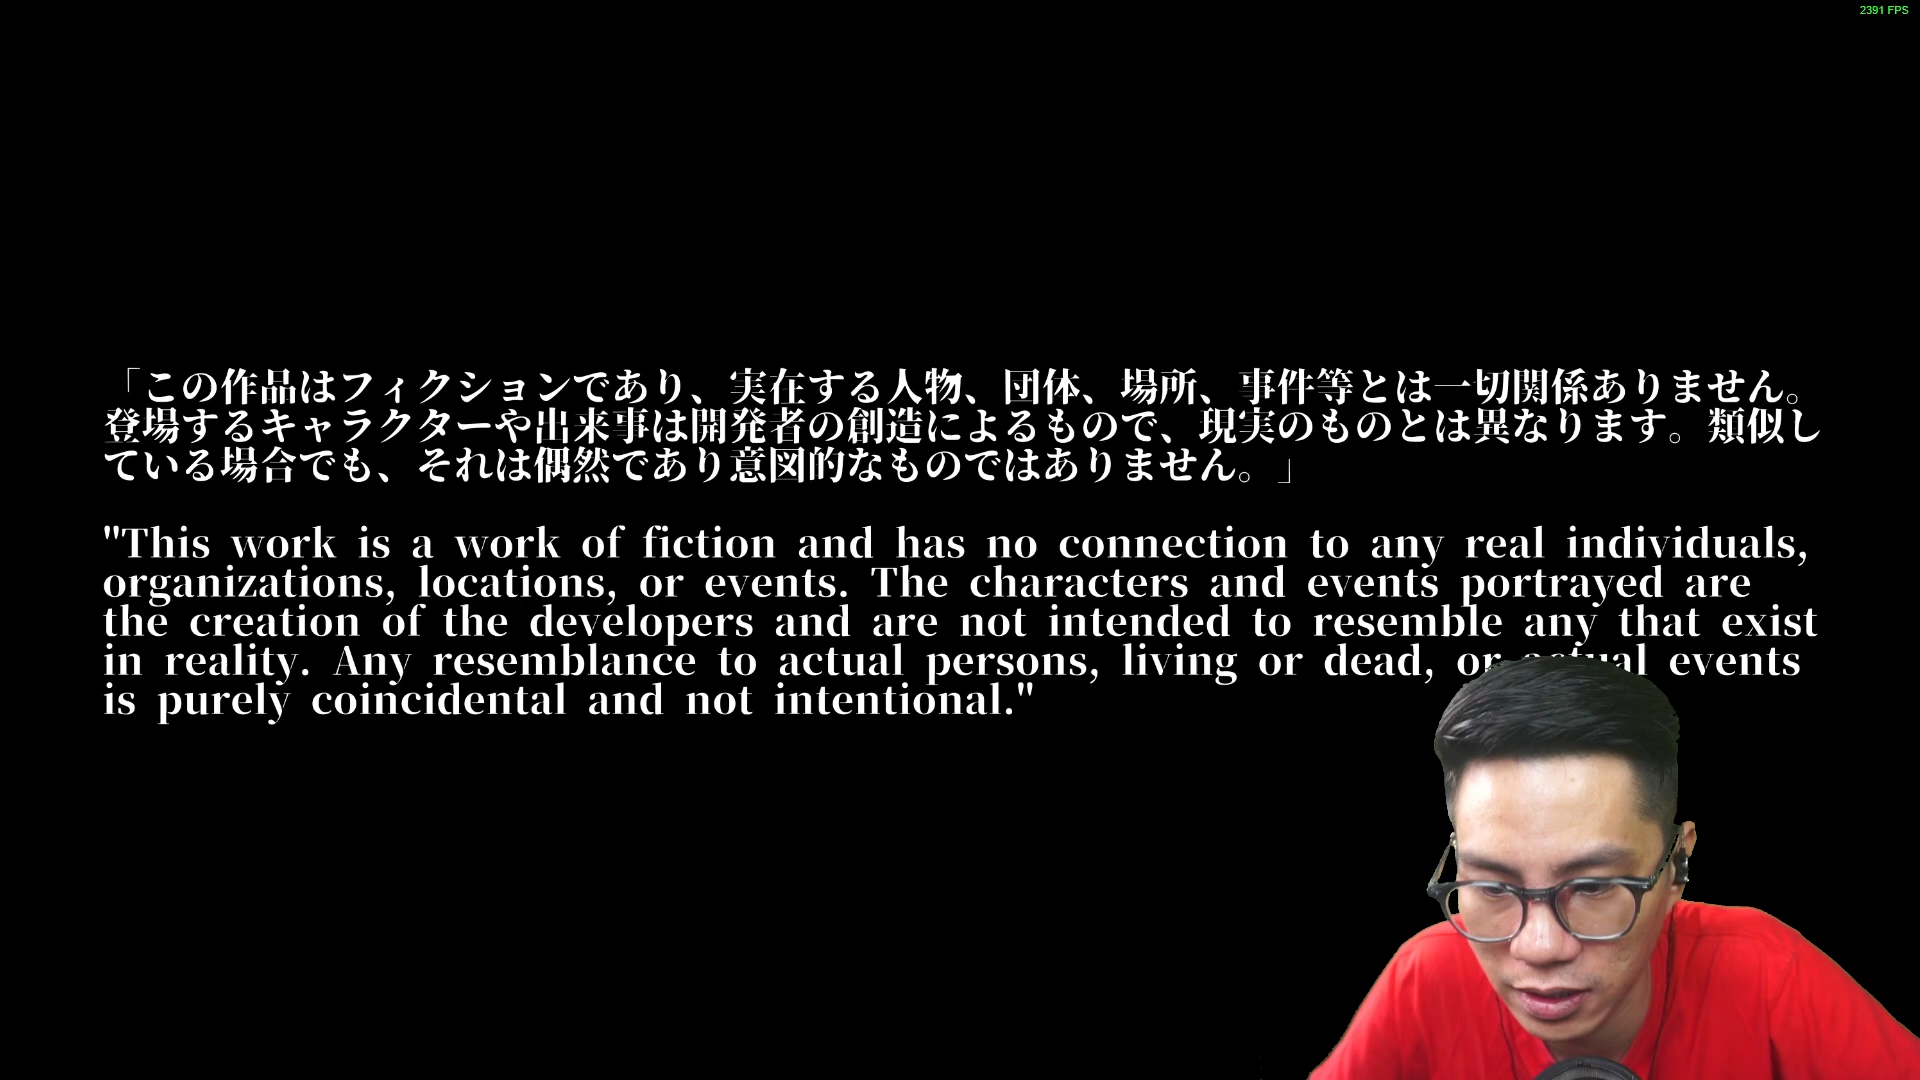 2391 FPS
「この作品はフィクションであり、実在する人物、団体、場所、事件等とは一切関係ありません。
登場するキャラクターや出来事は開発者の創造によるもので、現実のものとは異なります。類似し
ている場合でも、それは偶然であり意図的なものではありません。」
"This work is a work of fiction and has no connection to any real individuals,
organizations, locations, or events. The characters and events portrayed are
the creation of the developers and are not intended to resemble any that exist
in reality. Any resemblance to actual persons, living or dead, or actual events
is purely coincidental and not intentional."